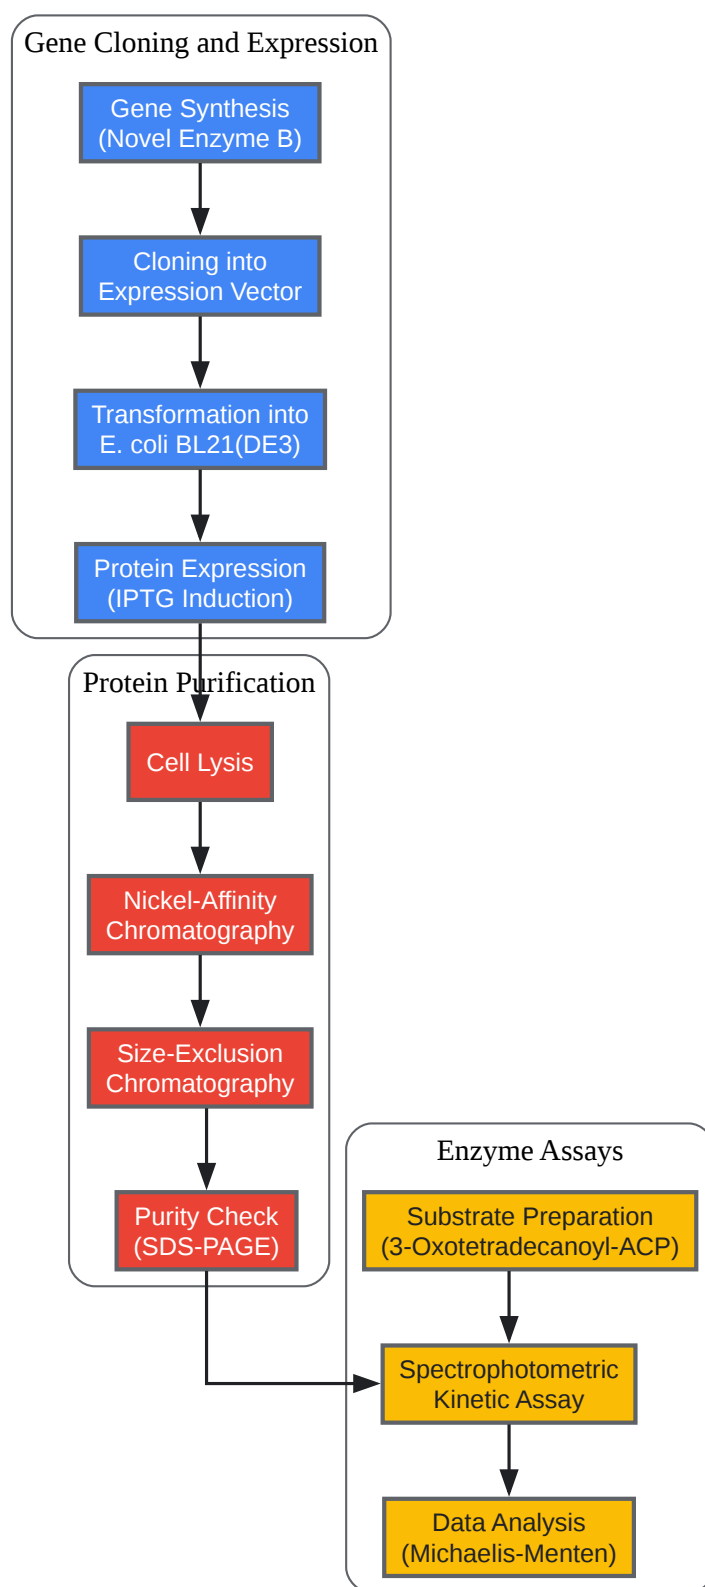 Gene Cloning and Expression
Gene Synthesis
(Novel Enzyme B)
Cloning into
Expression Vector
Transformation into
E. coli BL21(DE3)
Protein Expression
(IPTG Induction)
Protein Purification
Cell Lysis
Nickel-Affinity
Chromatography
Size-Exclusion
Chromatography
Purity Check
(SDS-PAGE)
Enzyme Assays
Substrate Preparation
(3-Oxotetradecanoyl-ACP)
Spectrophotometric
Kinetic Assay
Data Analysis
(Michaelis-Menten)